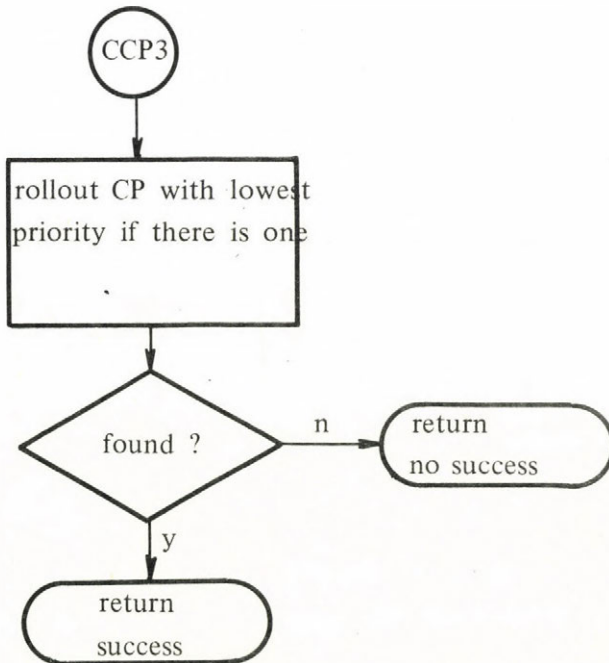 CCP3
rollout CP with lowest
priority if there is one
found ?
n
return
no success
y
return
success